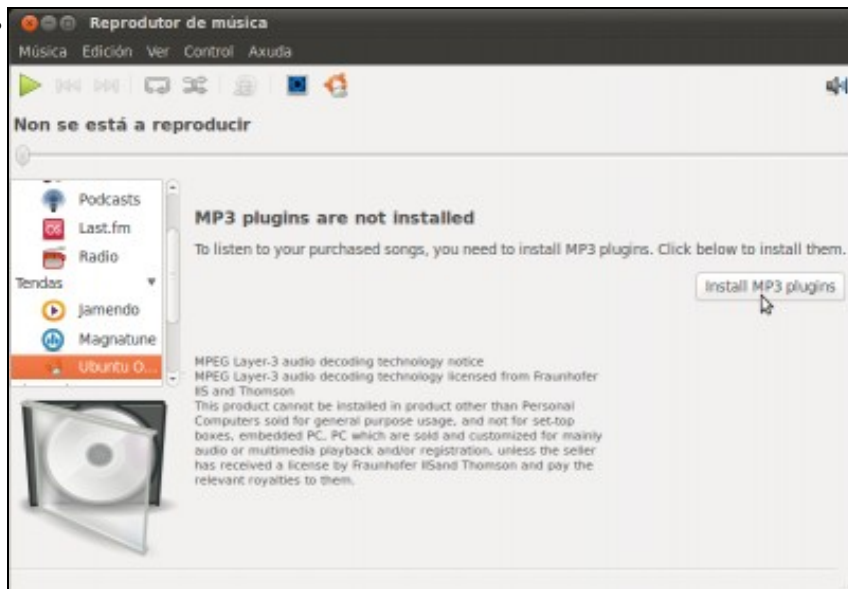 Reprodutor de música
Música Edición Ver Control Axuda
Non se está a reproducir
Podcasts
Last.fm
Radio
Tendas
Jamendo
Magnatune
Ubuntu O...
MP3 plugins are not installed
To listen to your purchased songs, you need to install MP3 plugins. Click below to install them.
Install MP3 plugins
MPEG Layer-3 audio decoding technology notice
MPEG Layer-3 audio decoding technology licensed from Fraunhofer
IIS and Thomson
This product cannot be installed in product other than Personal
Computers sold for general purpose usage, and not for set-top
boxes, embedded PC, PC which are sold and customized for mainly
audio or multimedia playback and/or registration, unless the seller
has received a license by Fraunhofer IISand Thomson and pay the
relevant royalties to them.